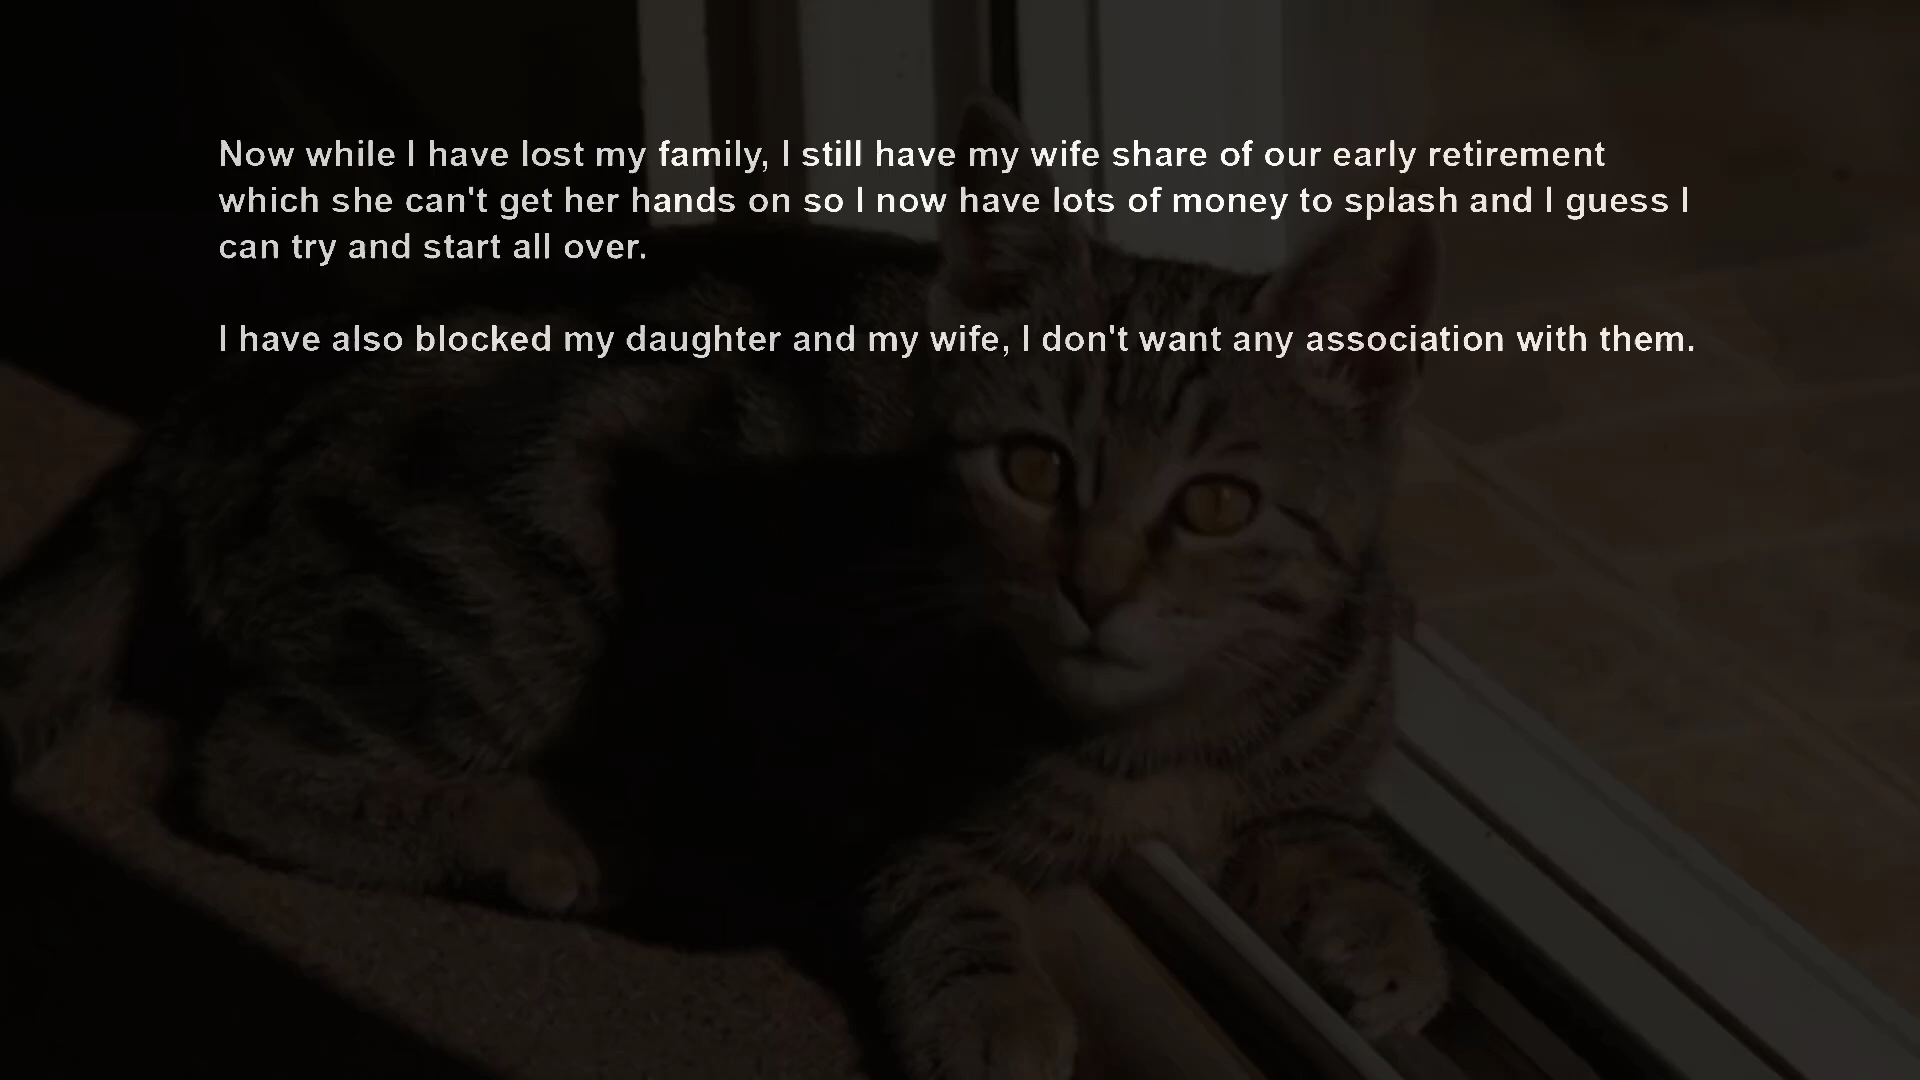 Now while I have lost my family, I still have my wife share of our early retirement
which she can't get her hands on so I now have lots of money to splash and I guess I
can try and start all over.
I have also blocked my daughter and my wife, I don't want any association with them.